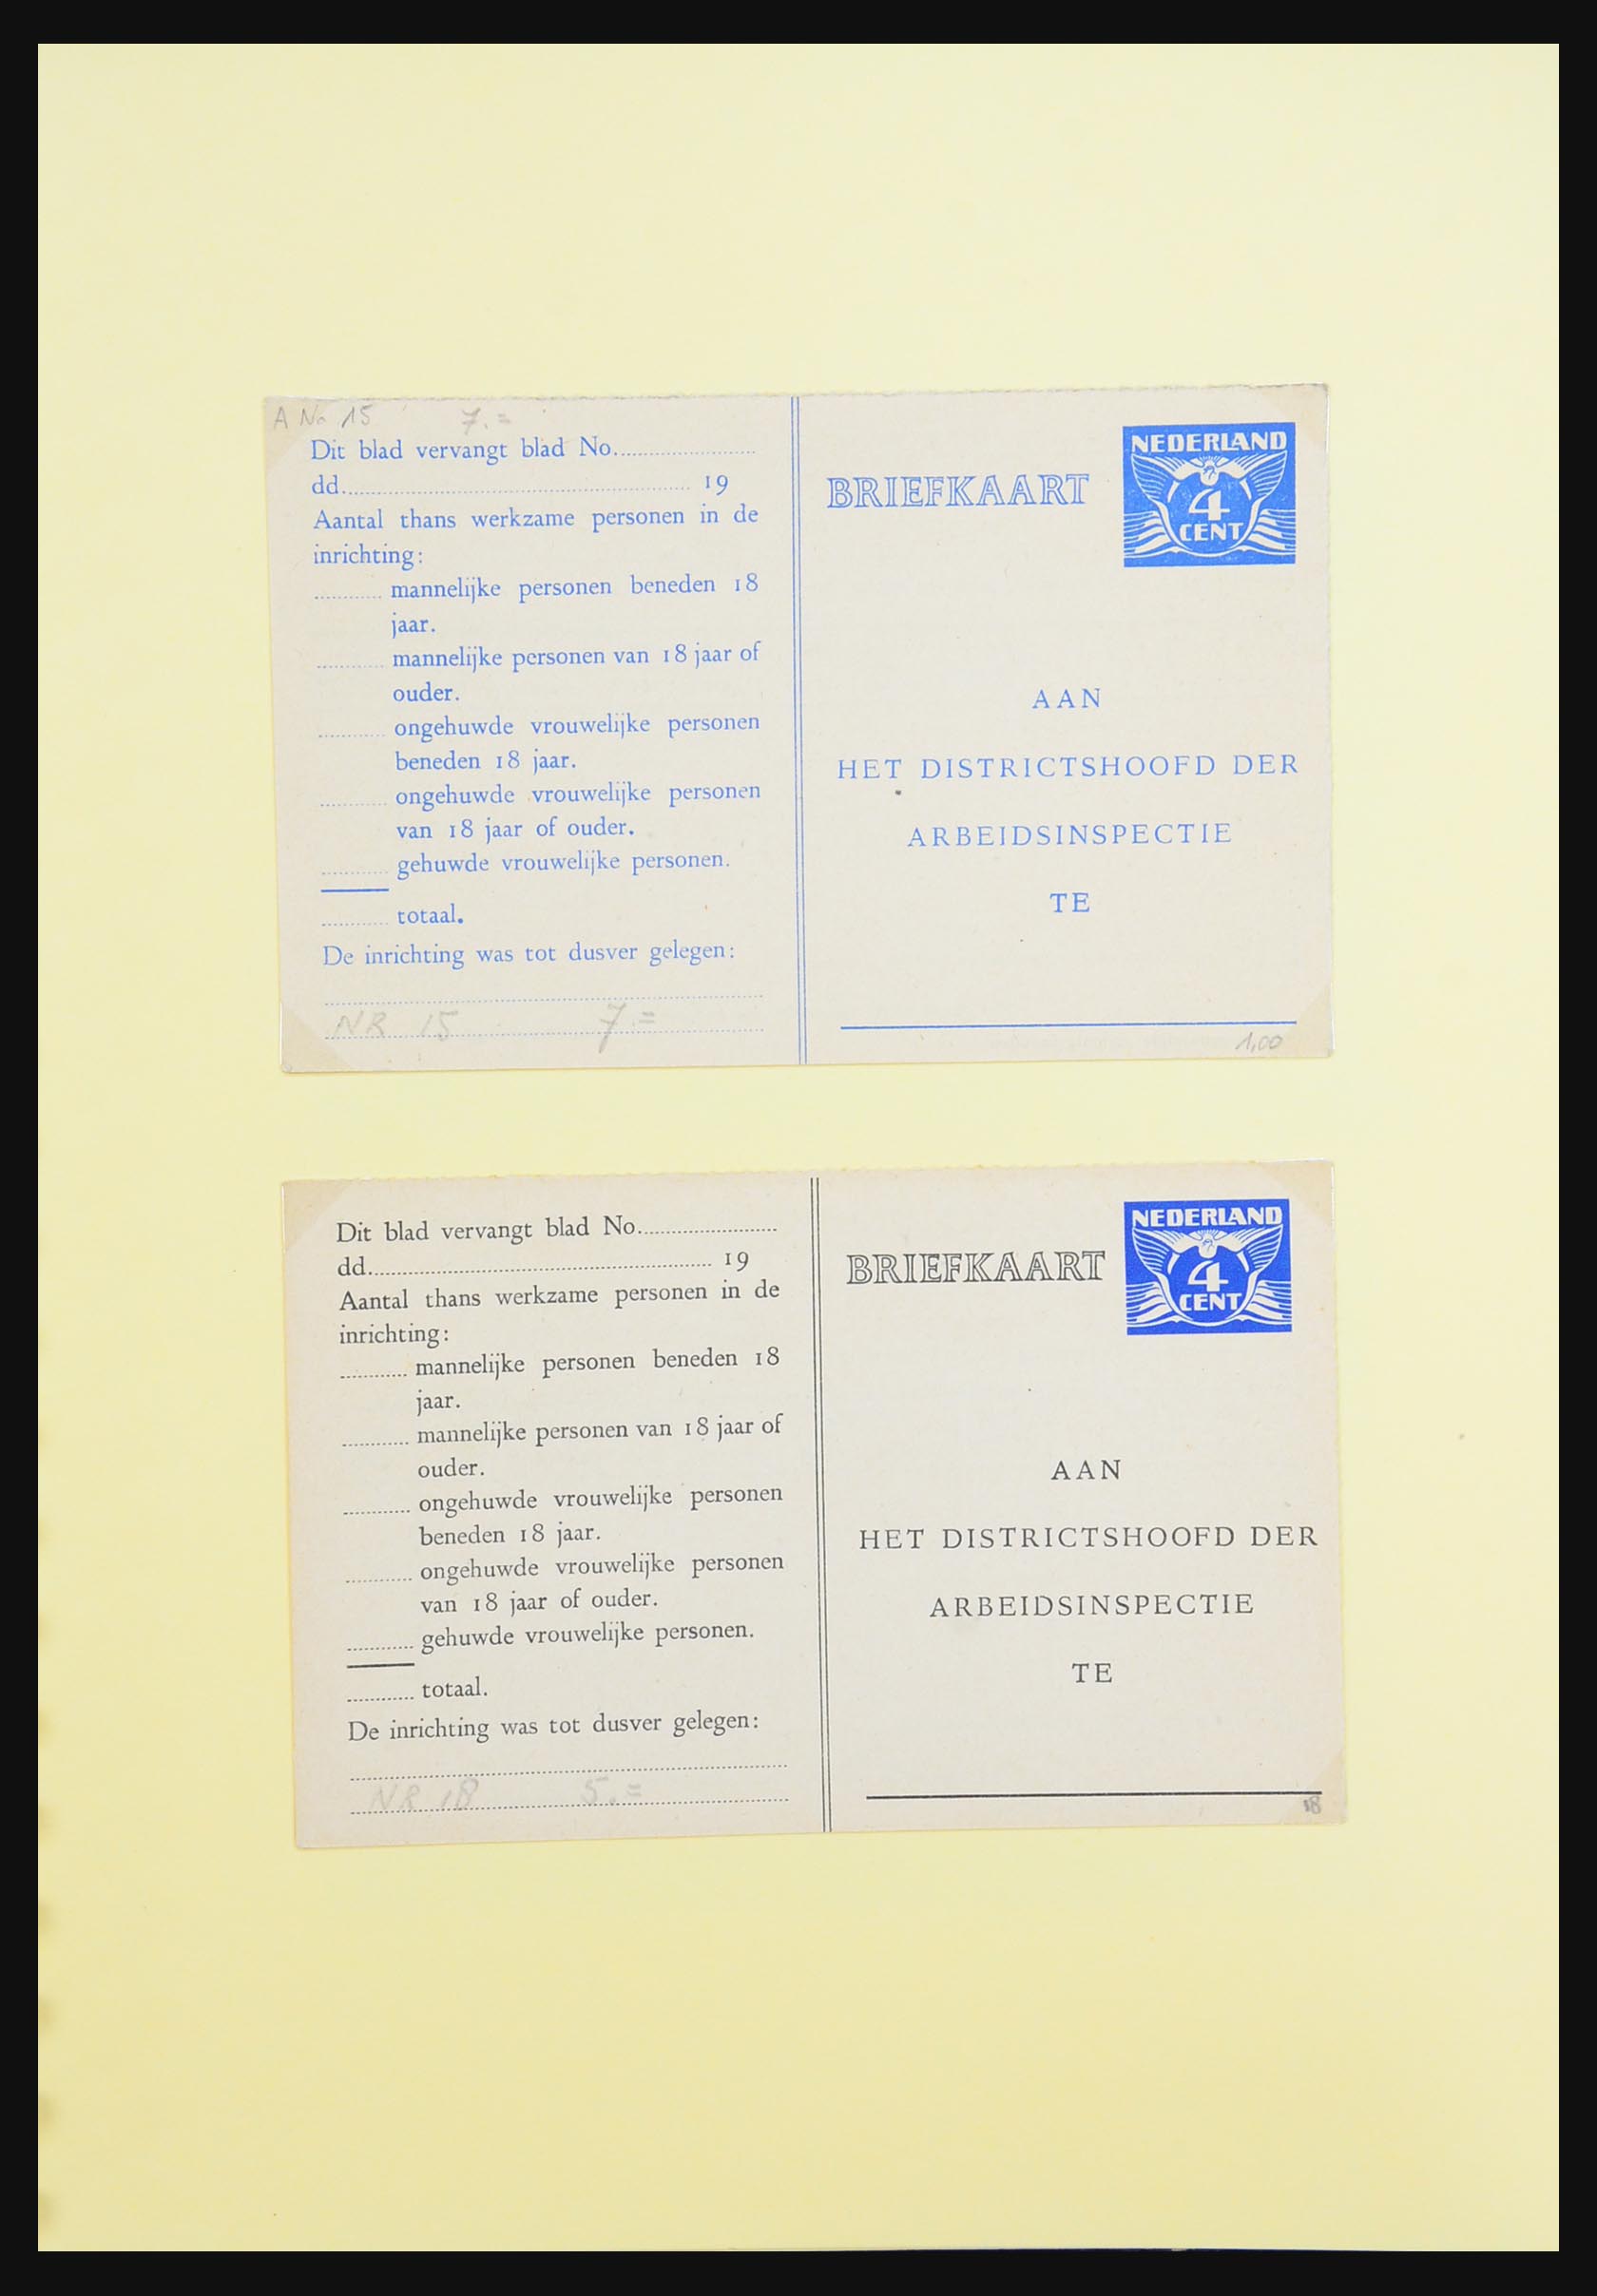 A No 15 7.=
Dit blad vervangt blad No.
dd. 19
Aantal thans werkzame personen in de
inrichting:
mannelijke personen beneden 18
jaar.
mannelijke personen van 18 jaar of
ouder.
ongehuwde vrouwelijke personen
beneden 18 jaar.
ongehuwde vrouwelijke personen
van 18 jaar of ouder.
gehuwde vrouwelijke personen.
totaal.
De inrichting was tot dusver gelegen:
NR 15 7.=
BRIEFKAART
NEDERLAND
4
CENT
AAN
HET DISTRICTSHOOFD DER
ARBEIDSINSPECTIE
TE
1,00
Dit blad vervangt blad No.
dd. 19
Aantal thans werkzame personen in de
inrichting:
mannelijke personen beneden 18
jaar.
mannelijke personen van 18 jaar of
ouder.
ongehuwde vrouwelijke personen
beneden 18 jaar.
ongehuwde vrouwelijke personen
van 18 jaar of ouder.
gehuwde vrouwelijke personen.
totaal.
De inrichting was tot dusver gelegen:
NR 18 5.=
BRIEFKAART
NEDERLAND
4
CENT
AAN
HET DISTRICTSHOOFD DER
ARBEIDSINSPECTIE
TE
18